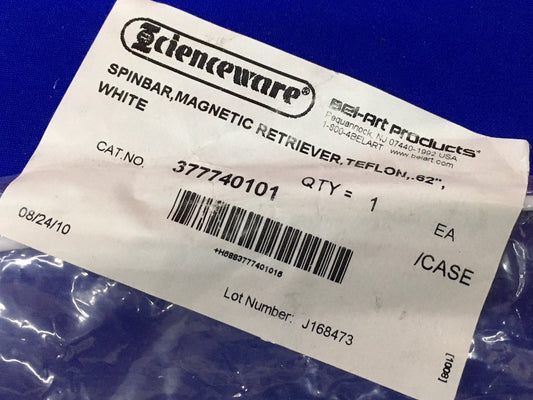 Scienceware®
Bel-Art Products®
Pequannock, NJ 07440-1992 USA
1-800-4BELART www.belart.com
SPINBAR,MAGNETIC RETRIEVER,TEFLON,.62",
WHITE
CAT.NO. 377740101 QTY = 1 EA
/CASE
08/24/10
Lot Number: J168473
[1009]